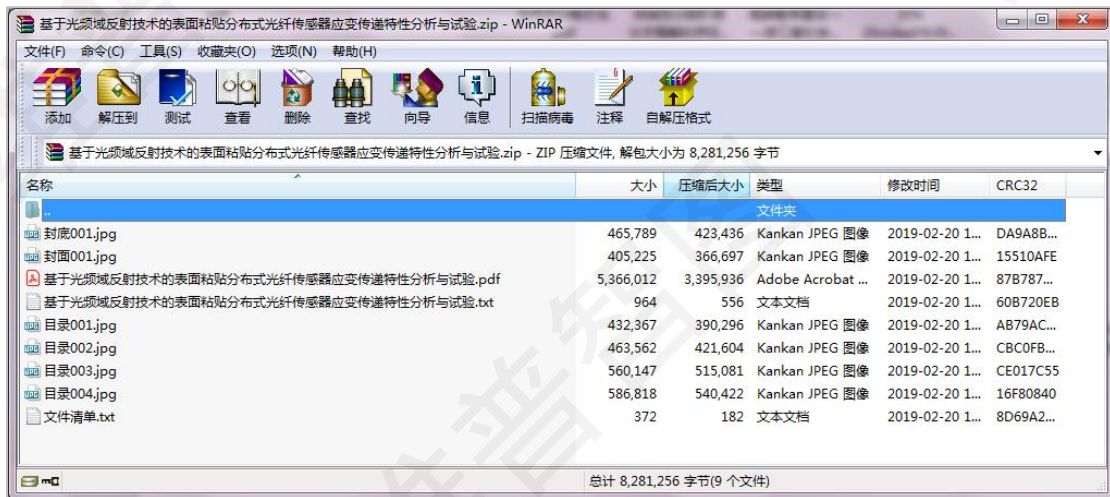 基于光频域反射技术的表面粘贴分布式光纤传感器应变传递特性分析与试验.zip - WinRAR
文件(F) 命令(C) 工具(S) 收藏夹(O) 选项(N) 帮助(H)
添加 解压到 测试 查看 删除 查找 向导 信息 扫描病毒 注释 自解压格式
基于光频域反射技术的表面粘贴分布式光纤传感器应变传递特性分析与试验.zip - ZIP 压缩文件, 解包大小为 8,281,256 字节
名称 大小 压缩后大小 类型 修改时间 CRC32
.. 文件夹
封底001.jpg 465,789 423,436 Kankan JPEG 图像 2019-02-20 1... DA9A8B...
封面001.jpg 405,225 366,697 Kankan JPEG 图像 2019-02-20 1... 15510AFE
基于光频域反射技术的表面粘贴分布式光纤传感器应变传递特性分析与试验.pdf 5,366,012 3,395,936 Adobe Acrobat ... 2019-02-20 1... 87B787...
基于光频域反射技术的表面粘贴分布式光纤传感器应变传递特性分析与试验.txt 964 556 文本文档 2019-02-20 1... 60B720EB
目录001.jpg 432,367 390,296 Kankan JPEG 图像 2019-02-20 1... AB79AC...
目录002.jpg 463,562 421,604 Kankan JPEG 图像 2019-02-20 1... CBC0FB...
目录003.jpg 560,147 515,081 Kankan JPEG 图像 2019-02-20 1... CE017C55
目录004.jpg 586,818 540,422 Kankan JPEG 图像 2019-02-20 1... 16F80840
文件清单.txt 372 182 文本文档 2019-02-20 1... 8D69A2...
总计 8,281,256 字节(9 个文件)